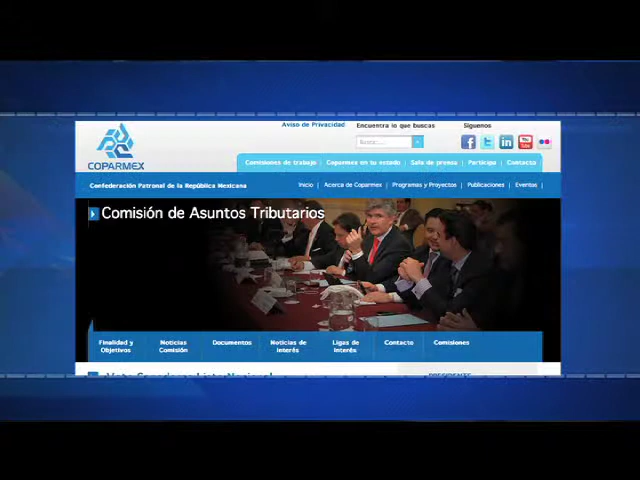 Aviso de Privacidad
Encuentra lo que buscas
Síguenos
COPARMEX
Buscar...
Comisiones de trabajo | Coparmex en tu estado | Sala de prensa | Participa | Contacto
Confederación Patronal de la República Mexicana
Inicio | Acerca de Coparmex | Programas y Proyectos | Publicaciones | Eventos |
Comisión de Asuntos Tributarios
Finalidad y Objetivos
Noticias Comisión
Documentos
Noticias de interés
Ligas de interés
Contacto
Comisiones
PRESIDENTE